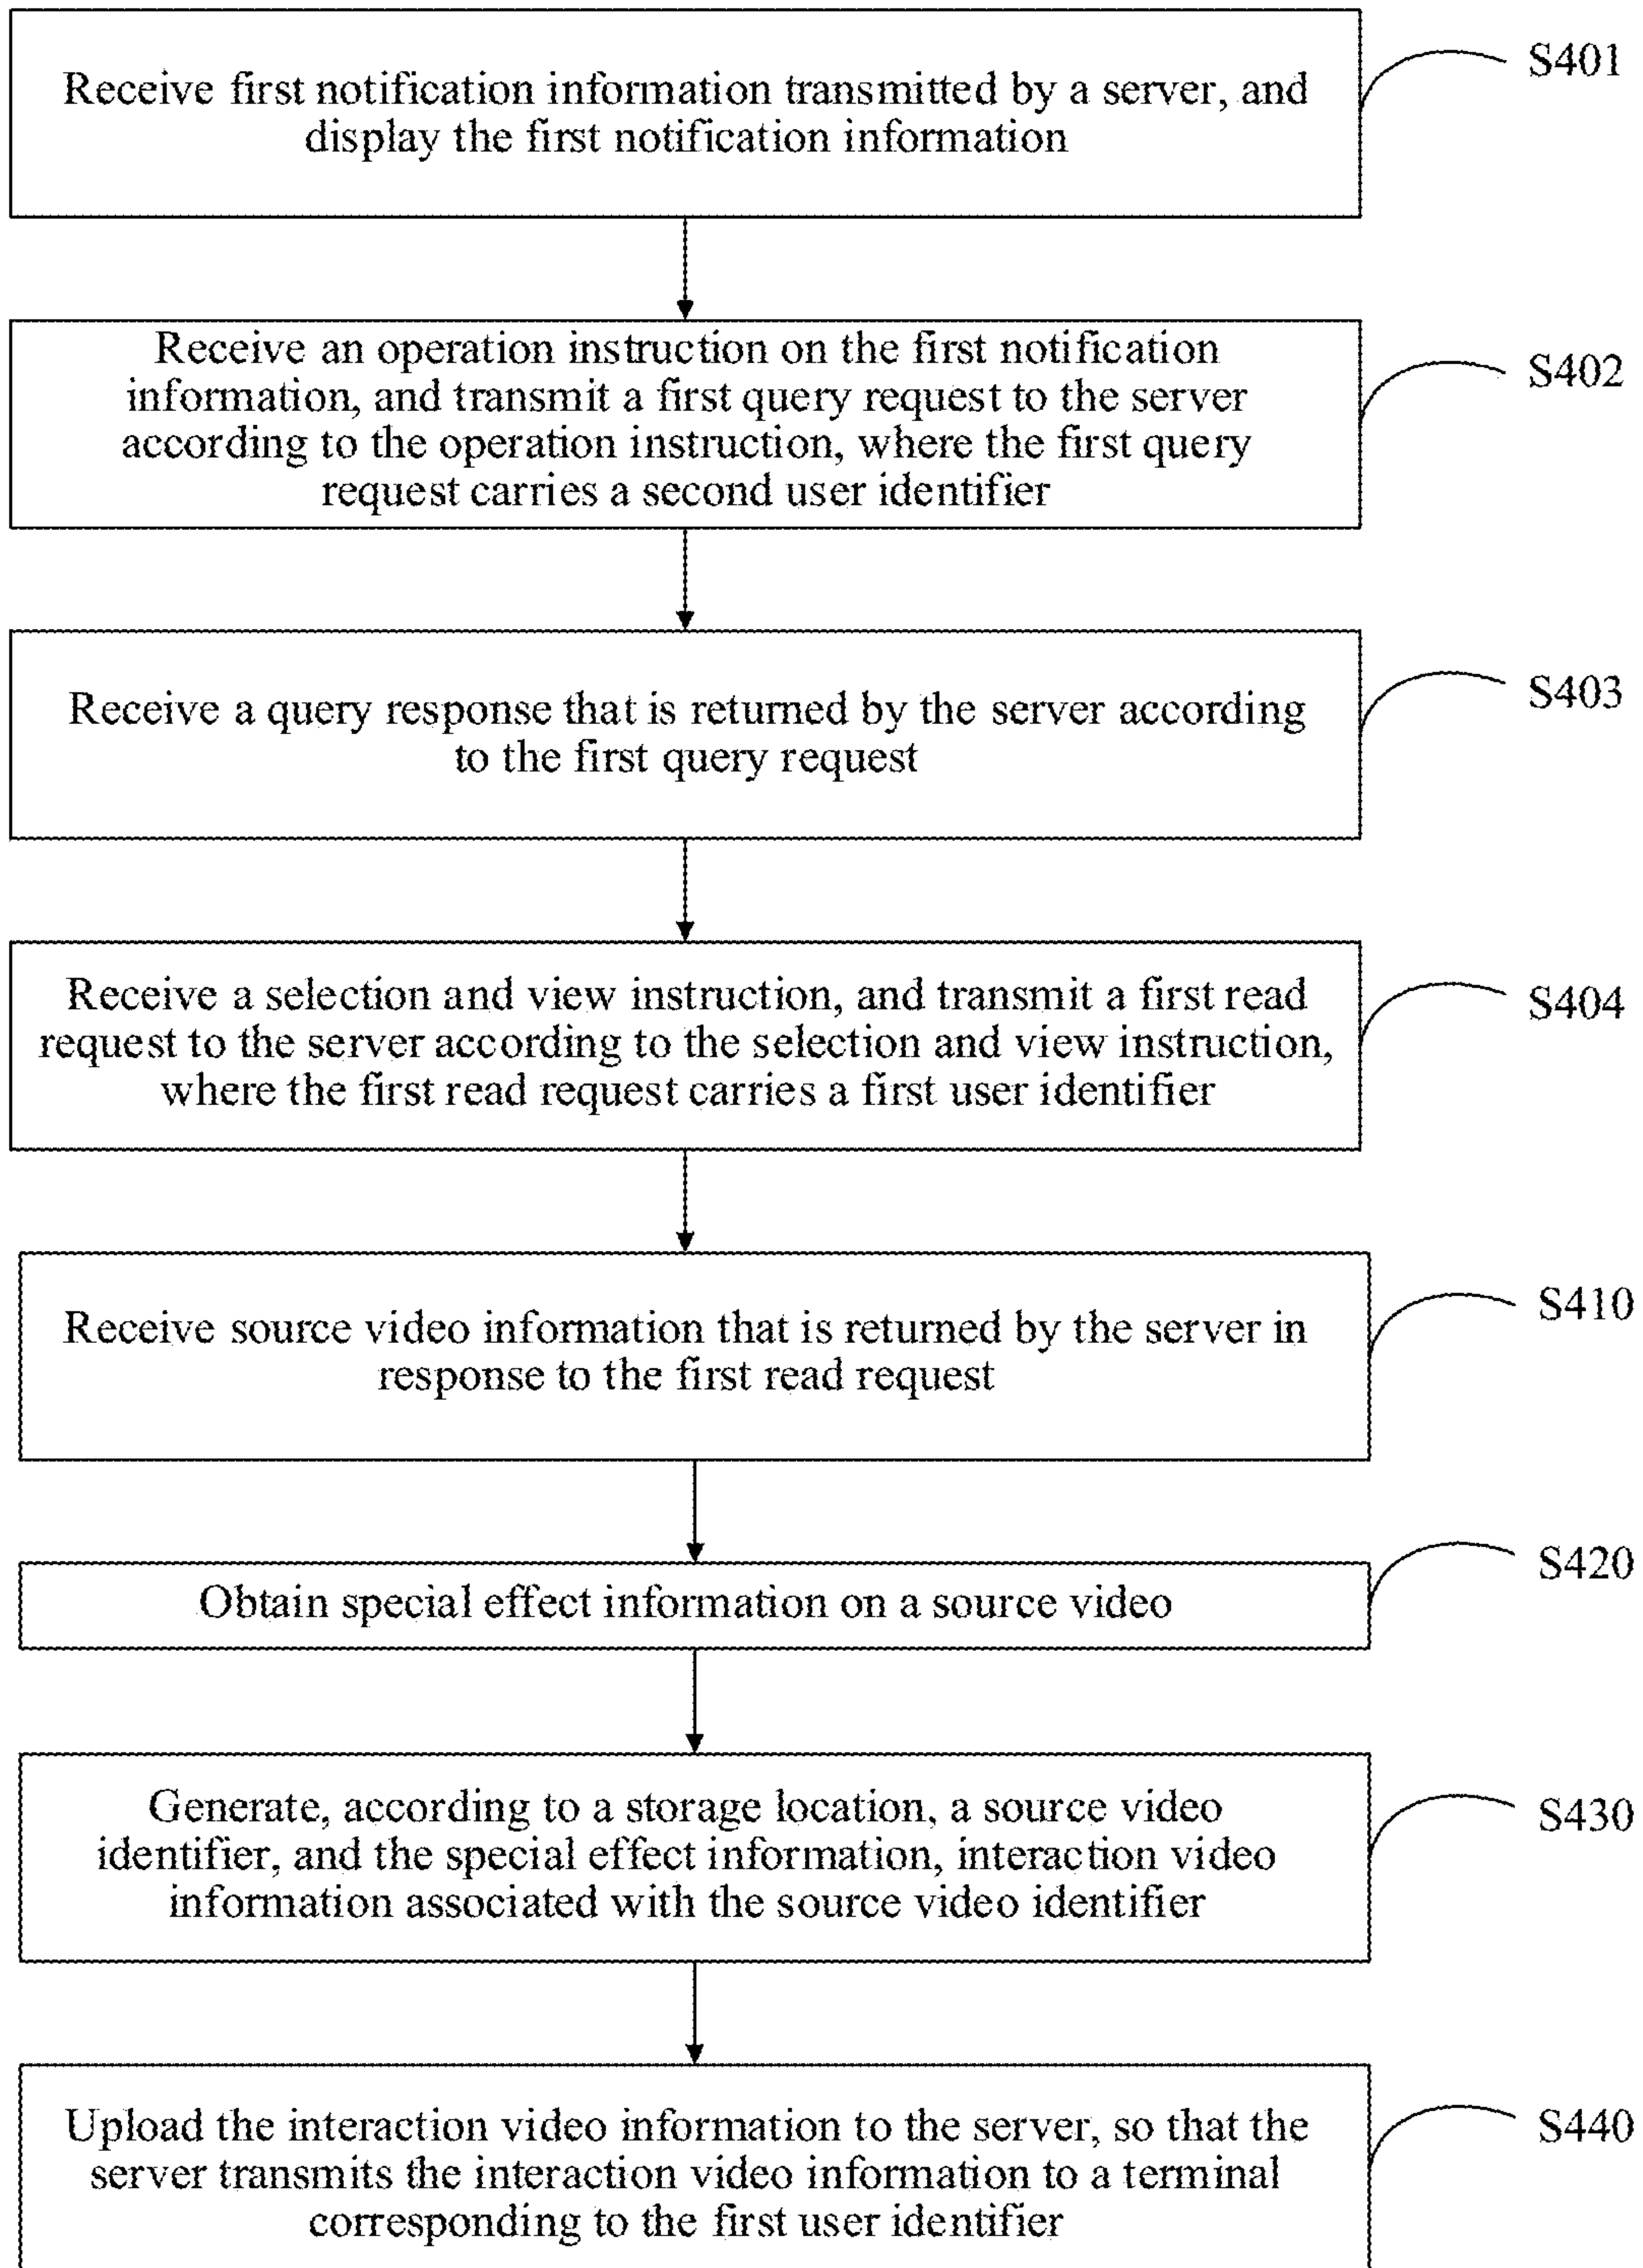 Receive first notification information transmitted by a server, and
display the first notification information
S401
Receive an operation instruction on the first notification
information, and transmit a first query request to the server
according to the operation instruction, where the first query
request carries a second user identifier
S402
Receive a query response that is returned by the server according
to the first query request
S403
Receive a selection and view instruction, and transmit a first read
request to the server according to the selection and view instruction,
where the first read request carries a first user identifier
S404
Receive source video information that is returned by the server in
response to the first read request
S410
Obtain special effect information on a source video
S420
Generate, according to a storage location, a source video
identifier, and the special effect information, interaction video
information associated with the source video identifier
S430
Upload the interaction video information to the server, so that the
server transmits the interaction video information to a terminal
corresponding to the first user identifier
S440